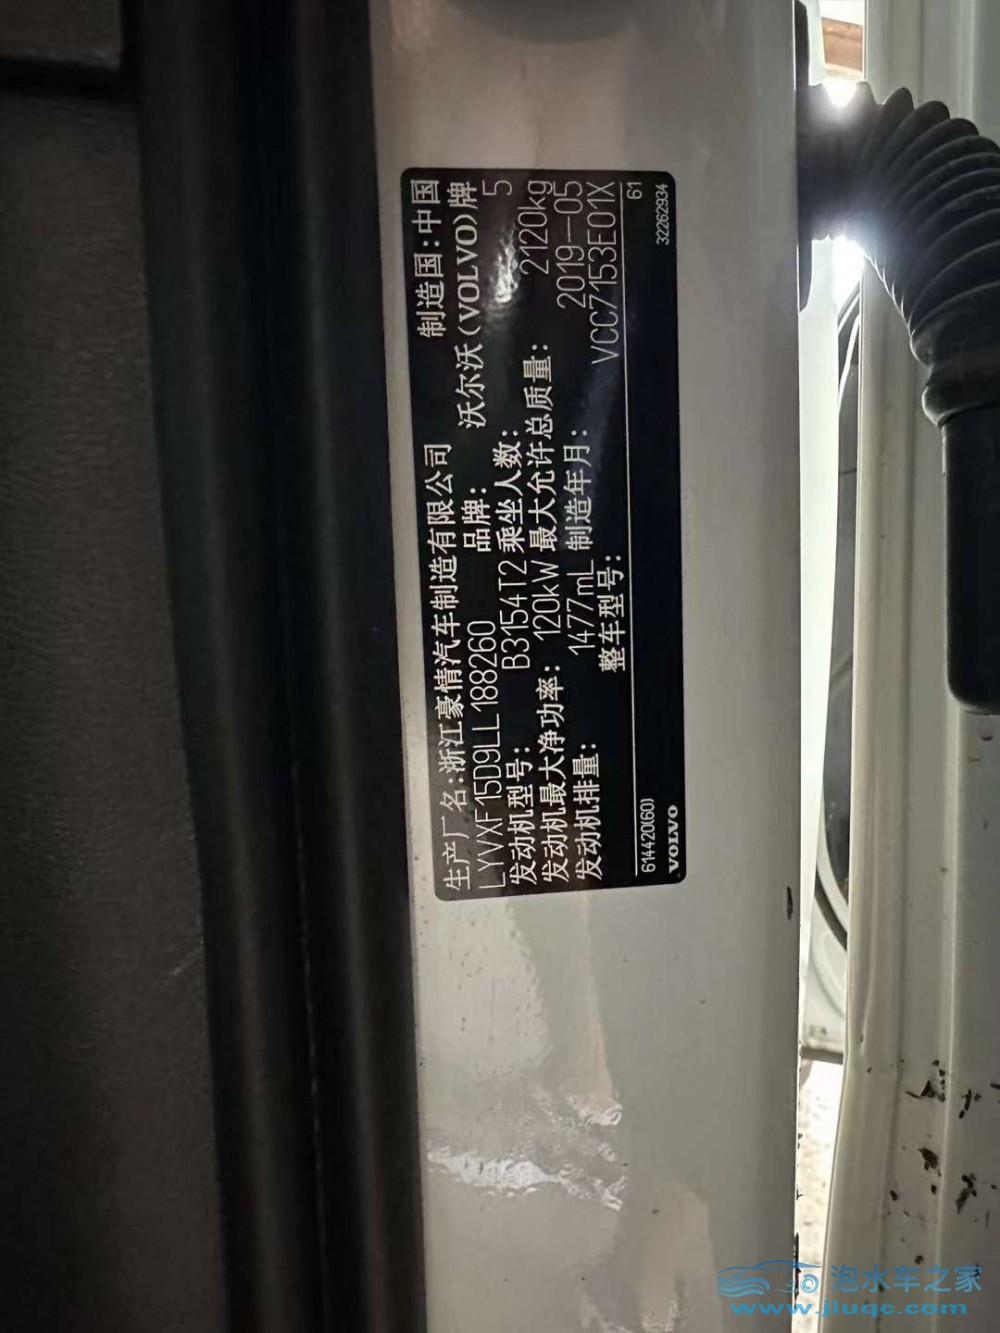 生产厂名:浙江豪情汽车制造有限公司 制造国:中国
LYVXF15D9LL188260 品牌: 沃尔沃(VOLVO)牌
发动机型号: B3154T2 乘坐人数: 5
发动机最大净功率: 120kW 最大允许总质量: 2120kg
发动机排量: 1477mL 制造年月: 2019-05
整车型号: VCC7153E01X
614420(60) 61
VOLVO 32262934
泡水车之家
www.jluqc.com